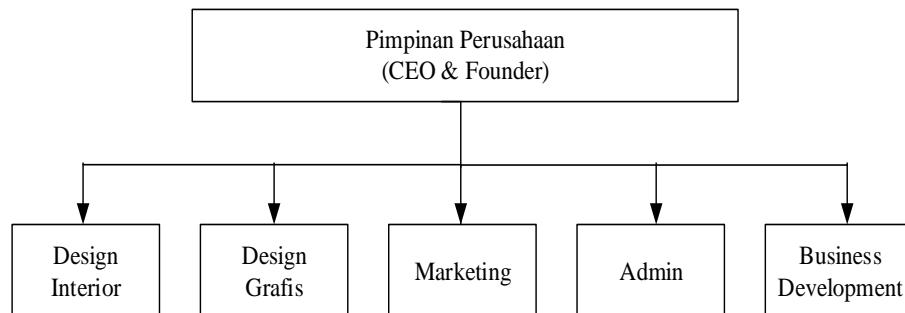 Pimpinan Perusahaan
(CEO & Founder)
Design
Interior
Design
Grafis
Marketing
Admin
Business
Development